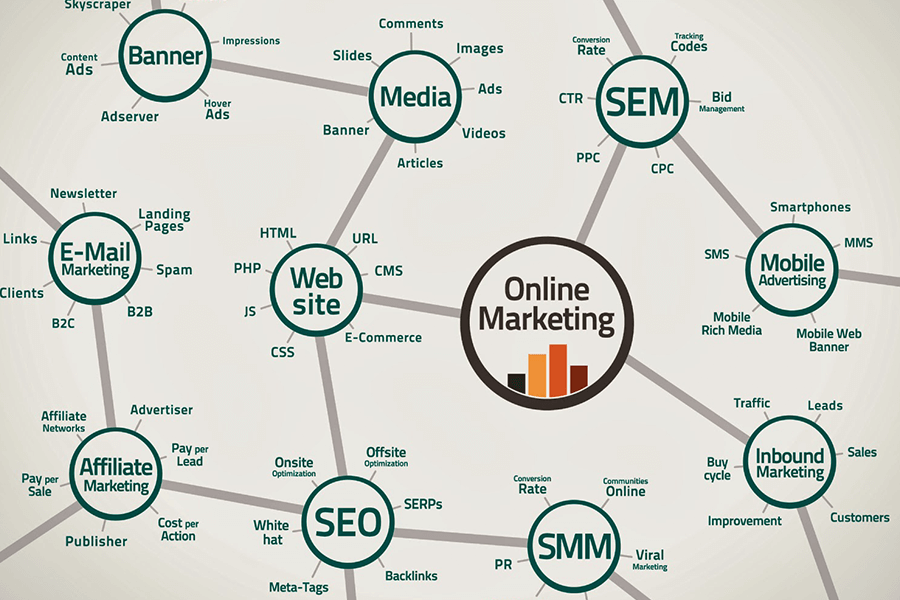 Skyscraper
Impressions
Content
Ads
Banner
Adserver
Hover
Ads
Comments
Slides
Images
Media
Ads
Banner
Videos
Articles
Conversion
Rate
Tracking
Codes
CTR
SEM
Bid
Management
PPC
CPC
Newsletter
Landing
Pages
Links
E-Mail
Marketing
Spam
Clients
B2C
B2B
HTML
URL
PHP
Web
site
CMS
JS
E-Commerce
CSS
Online
Marketing
Smartphones
SMS
MMS
Mobile
Advertising
Mobile
Rich Media
Mobile Web
Banner
Affiliate
Networks
Advertiser
Pay per
Lead
Affiliate
Marketing
Pay per
Sale
Cost per
Action
Publisher
Onsite
Optimization
Offsite
Optimization
SERPs
SEO
White
hat
Meta-Tags
Backlinks
Conversion
Rate
Communities
Online
SMM
PR
Viral
Marketing
Traffic
Leads
Buy
cycle
Inbound
Marketing
Sales
Improvement
Customers